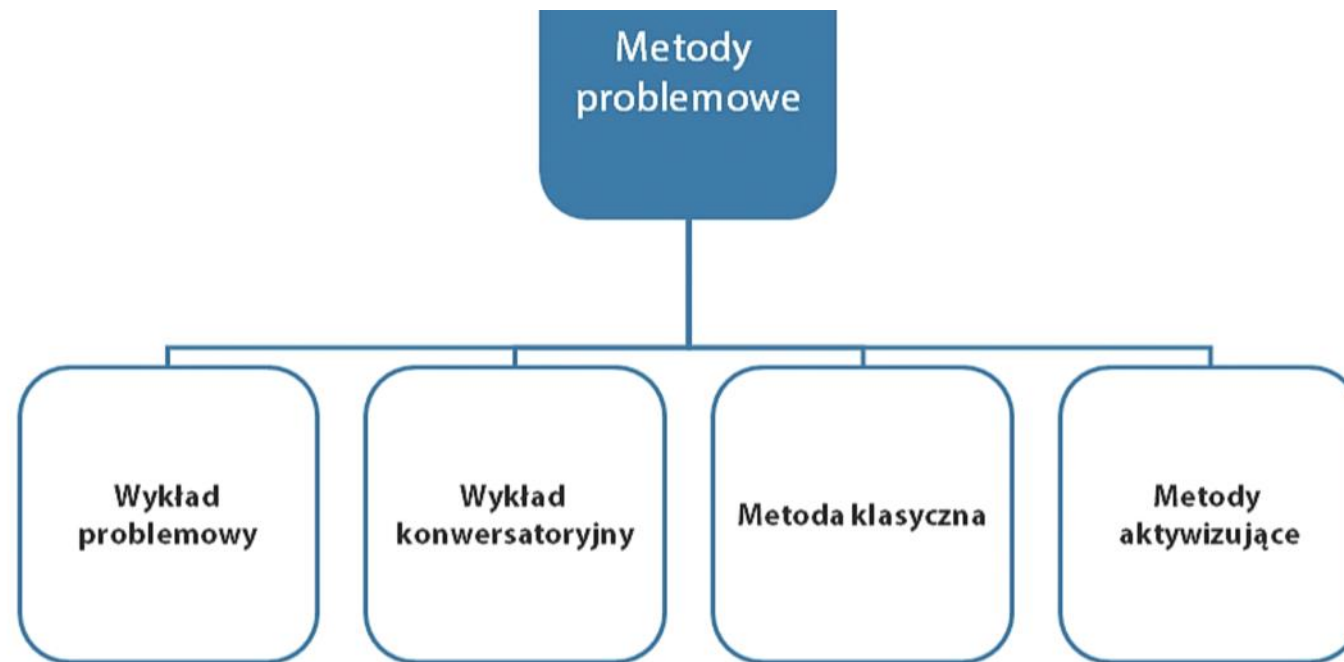 Metody
problemowe
Wykład
problemowy
Wykład
konwersatoryjny
Metoda klasyczna
Metody
aktywizujące